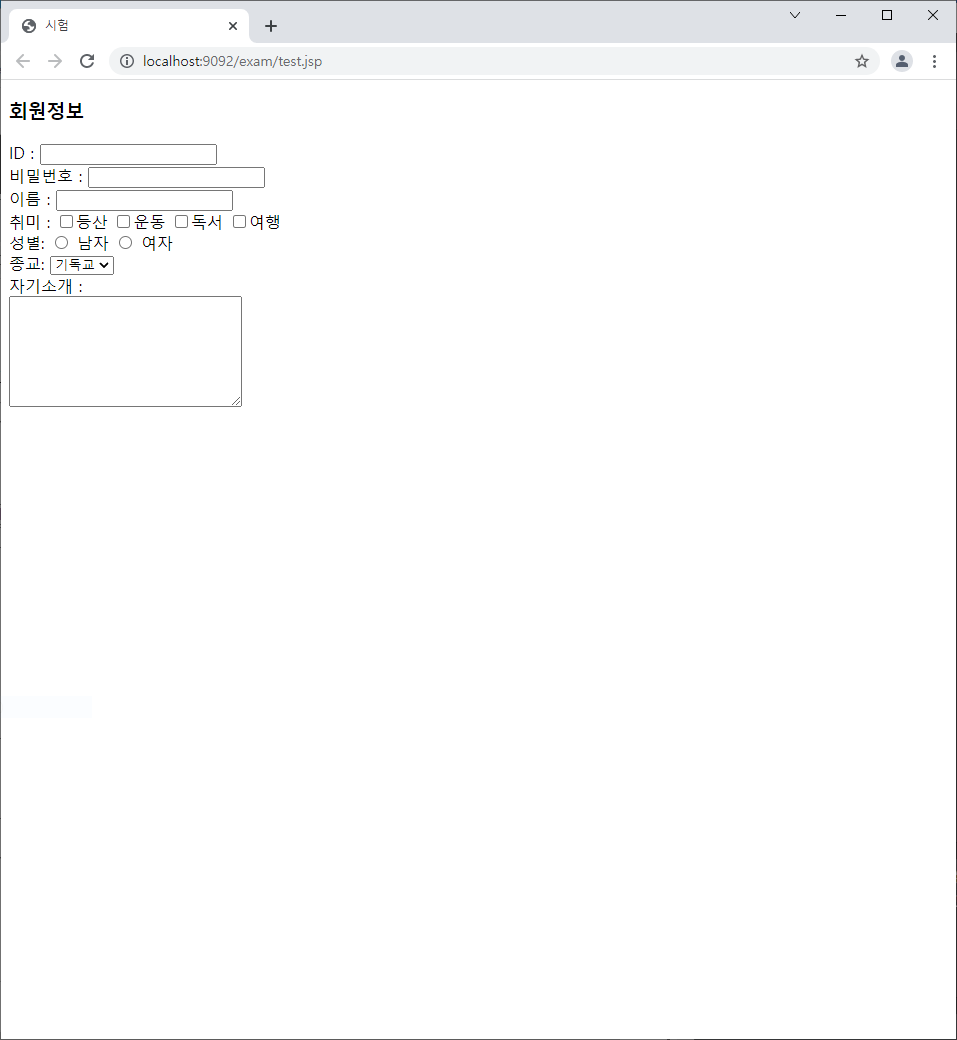 시험
localhost:9092/exam/test.jsp
회원정보
ID :
비밀번호 :
이름 :
취미 : 등산 운동 독서 여행
성별: 남자 여자
종교: 기독교
자기소개 :